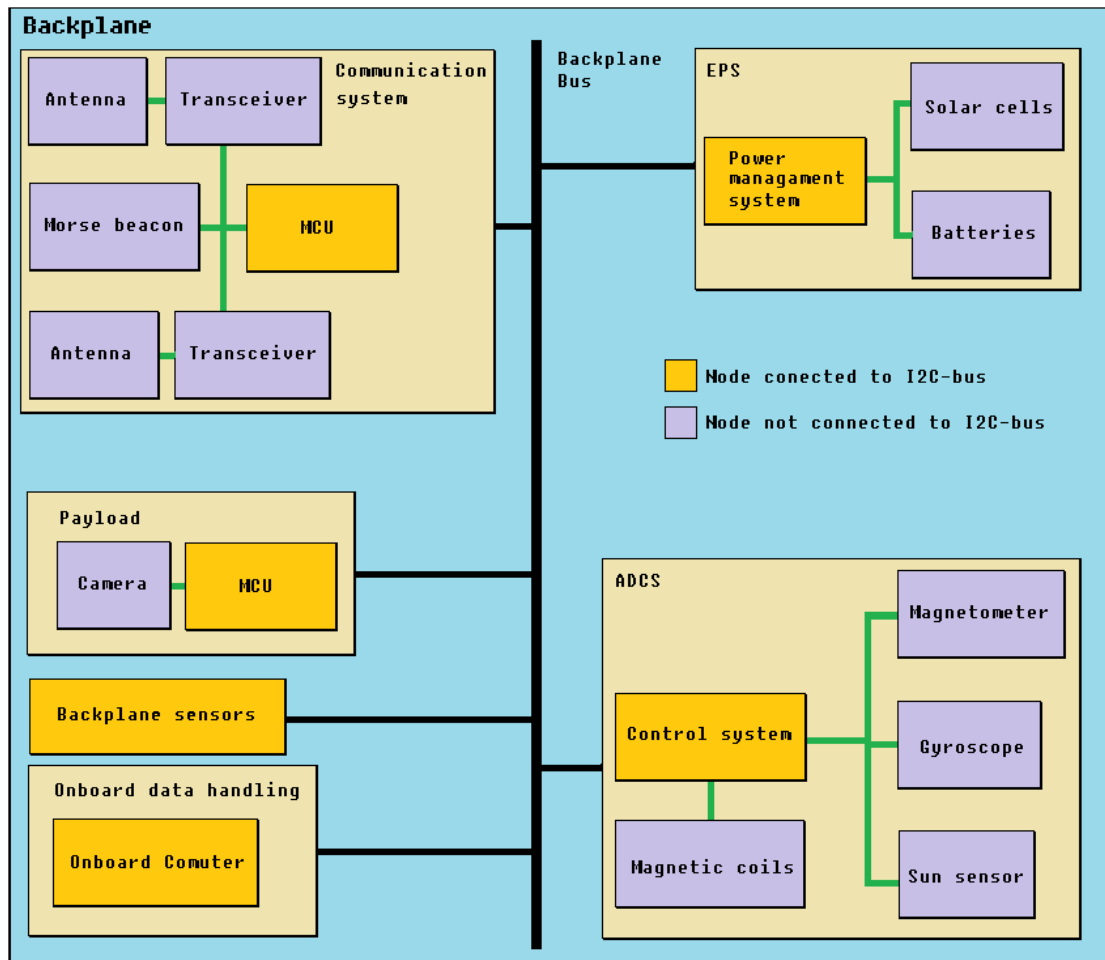 Backplane
Communication
system
Antenna
Transceiver
Morse beacon
MCU
Antenna
Transceiver
Backplane
Bus
EPS
Power
managament
system
Solar cells
Batteries
Node conected to I2C-bus
Node not connected to I2C-bus
Payload
Camera
MCU
Backplane sensors
Onboard data handling
Onboard Comuter
ADCS
Magnetometer
Control system
Gyroscope
Magnetic coils
Sun sensor